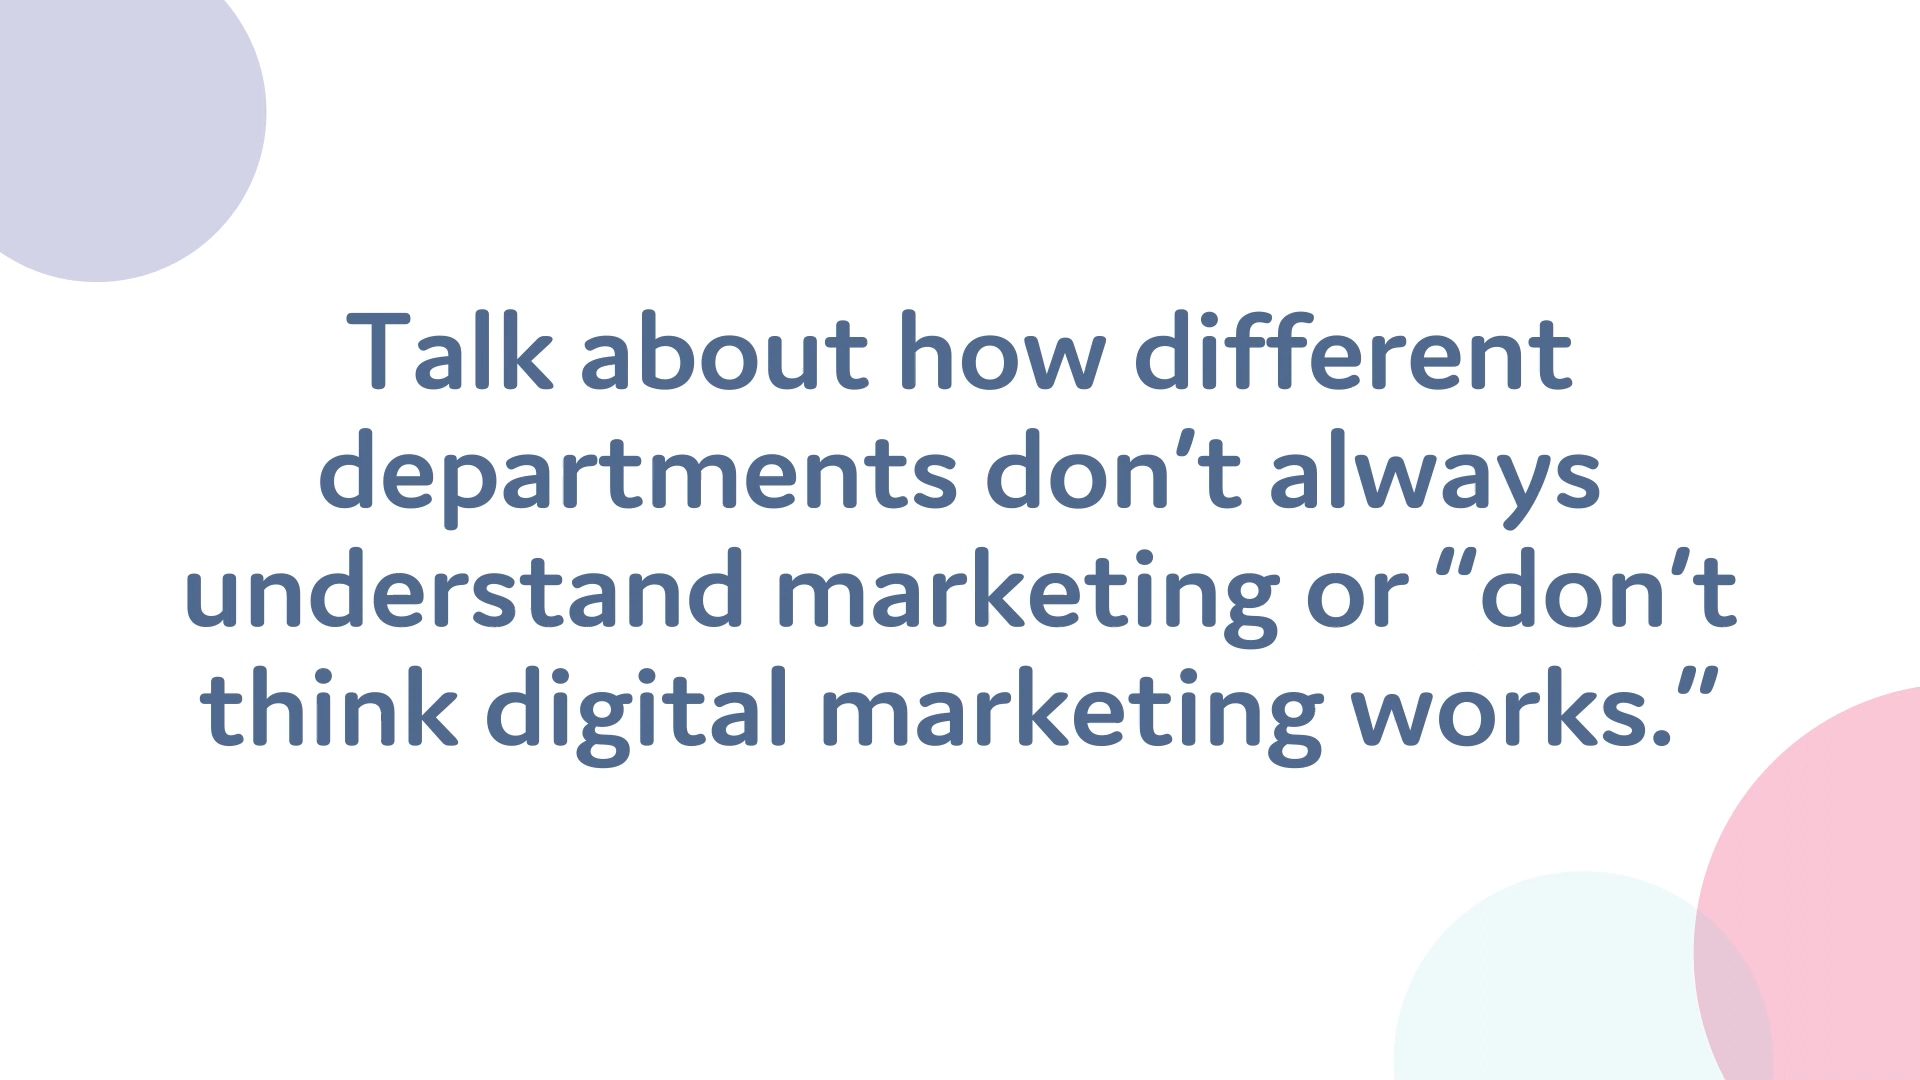 Talk about how different
departments don’t always
understand marketing or “don’t
think digital marketing works.”